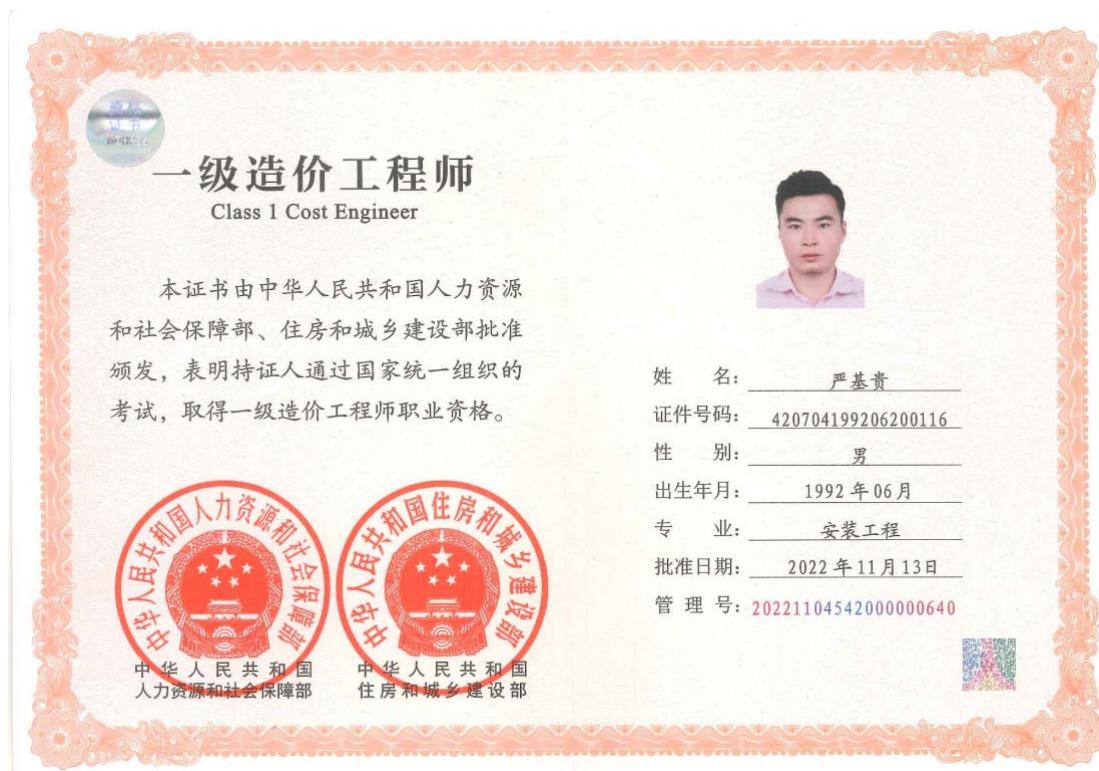 资格
证书
一级造价工程师
Class 1 Cost Engineer
本证书由中华人民共和国人力资源
和社会保障部、住房和城乡建设部批准
颁发，表明持证人通过国家统一组织的
考试，取得一级造价工程师职业资格。
中华人民共和国人力资源和社会保障部
中华人民共和国住房和城乡建设部
中华人民共和国
人力资源和社会保障部
中华人民共和国
住房和城乡建设部
姓 名：严基贵
证件号码：420704199206200116
性 别：男
出生年月：1992年06月
专 业：安装工程
批准日期：2022年11月13日
管 理 号：20221104542000000640